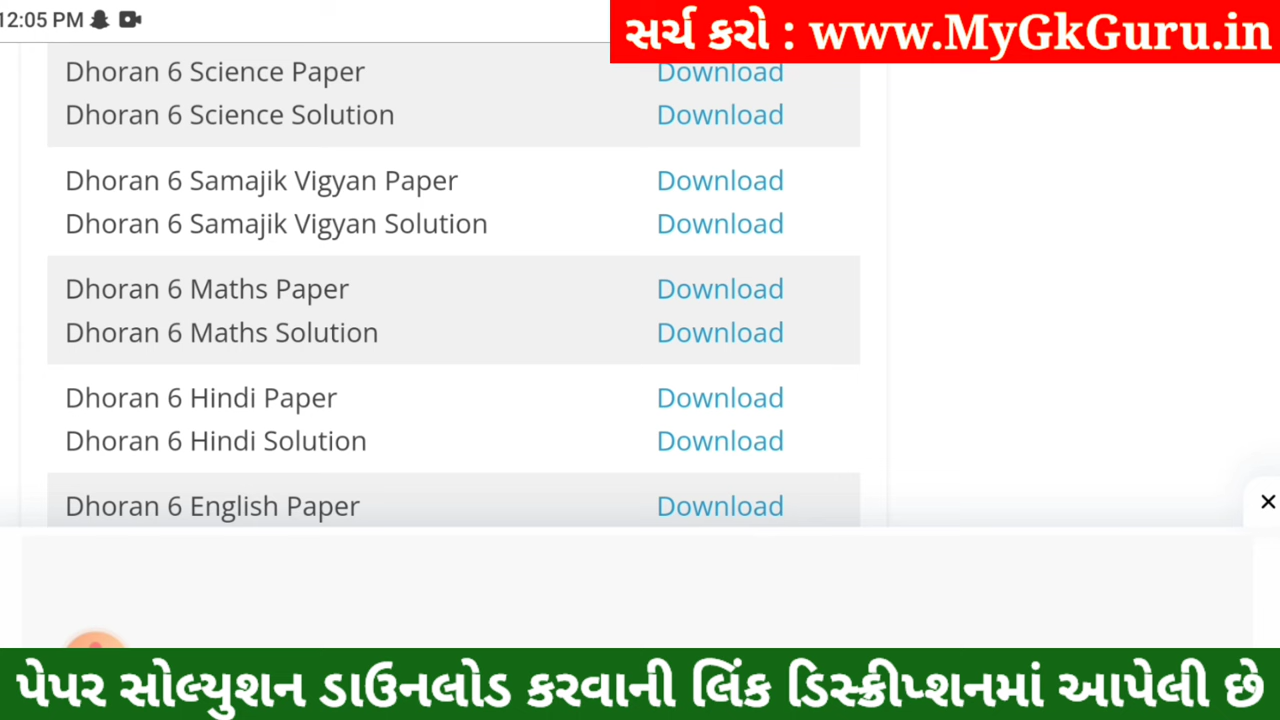 12:05 PM
સર્ચ કરો : www.MyGkGuru.in
Dhoran 6 Science Paper Download
Dhoran 6 Science Solution Download
Dhoran 6 Samajik Vigyan Paper Download
Dhoran 6 Samajik Vigyan Solution Download
Dhoran 6 Maths Paper Download
Dhoran 6 Maths Solution Download
Dhoran 6 Hindi Paper Download
Dhoran 6 Hindi Solution Download
Dhoran 6 English Paper Download
પેપર સોલ્યુશન ડાઉનલોડ કરવાની લિંક ડિસ્ક્રીપ્શનમાં આપેલી છે